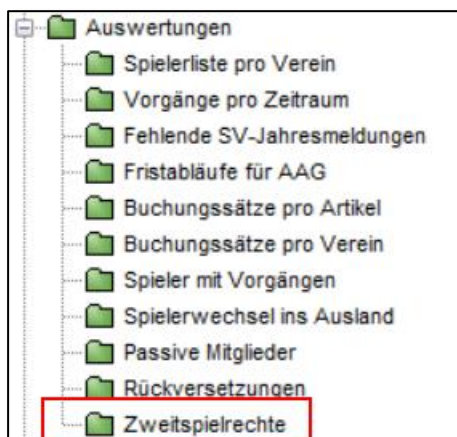 Auswertungen
Spielerliste pro Verein
Vorgänge pro Zeitraum
Fehlende SV-Jahresmeldungen
Fristabläufe für AAG
Buchungssätze pro Artikel
Buchungssätze pro Verein
Spieler mit Vorgängen
Spielerwechsel ins Ausland
Passive Mitglieder
Rückversetzungen
Zweitspielrechte